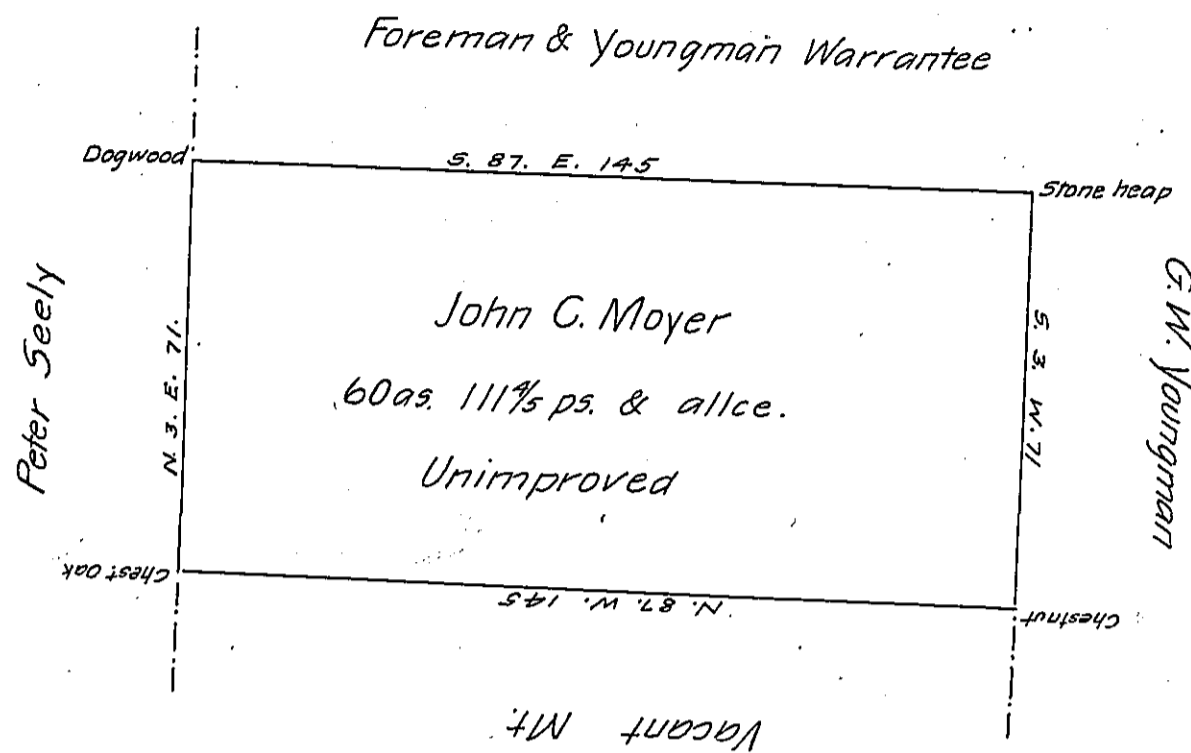 Foreman & Youngman Warrantee
Dogwood
S. 87. E. 145
Stone heap
Peter Seely
N. 3. E. 71.
John C. Moyer
60as. 111⅘ ps. & allce.
Unimproved
S. 3. W. 71
G. W. Youngman
Chest Oak
N. 87. W. 145
Chestnut
Vacant Mt.